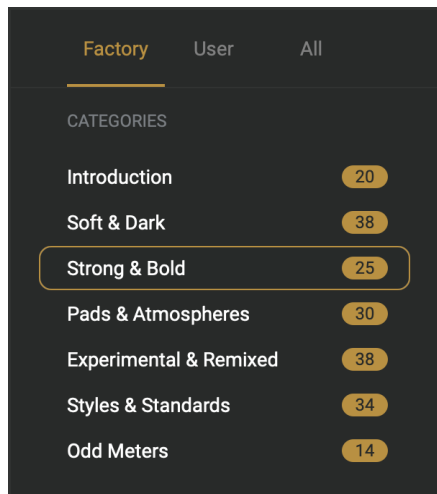 Factory User All
CATEGORIES
Introduction 20
Soft & Dark 38
Strong & Bold 25
Pads & Atmospheres 30
Experimental & Remixed 38
Styles & Standards 34
Odd Meters 14